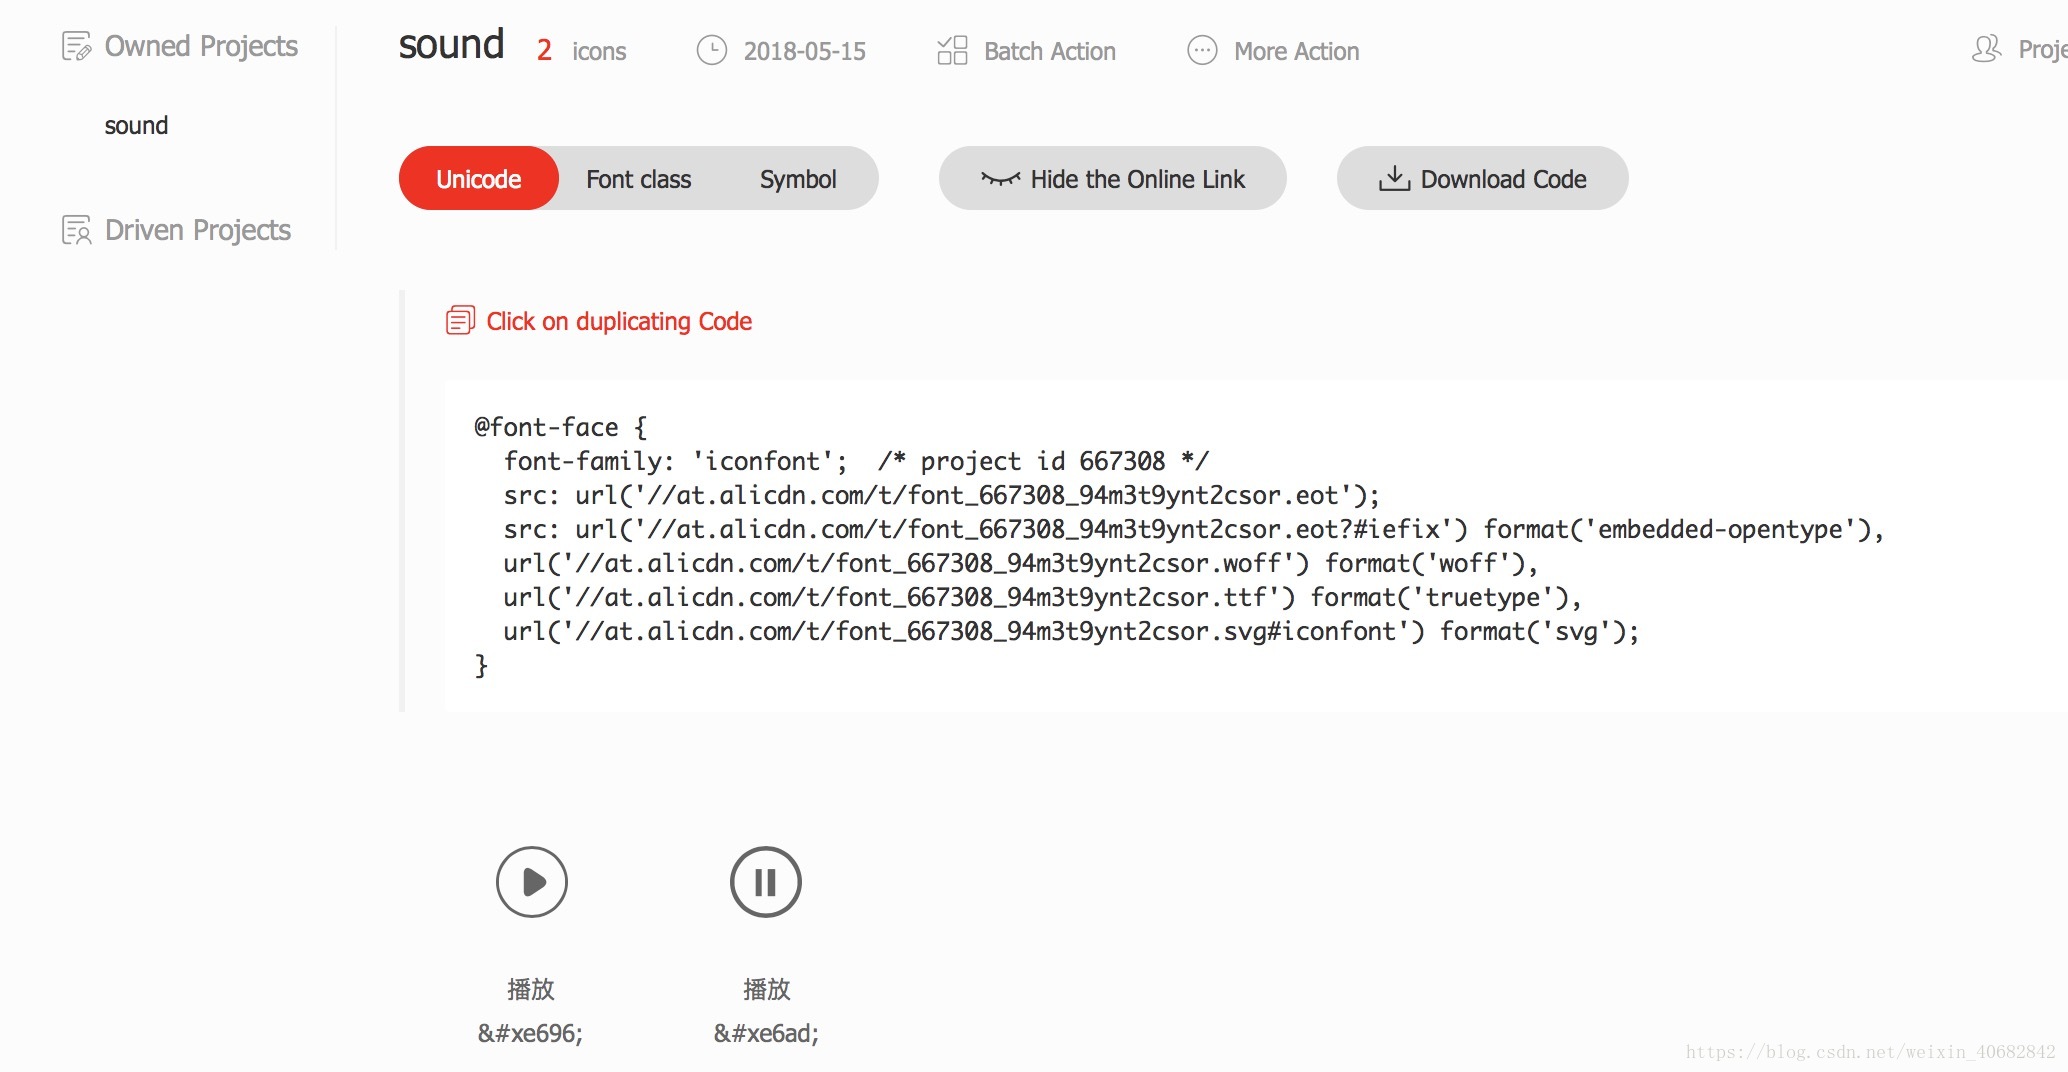 Owned Projects
sound
Driven Projects
sound 2 icons 2018-05-15 Batch Action More Action
Unicode Font class Symbol Hide the Online Link Download Code
Click on duplicating Code
@font-face {
  font-family: 'iconfont';  /* project id 667308 */
  src: url('//at.alicdn.com/t/font_667308_94m3t9ynt2csor.eot');
  src: url('//at.alicdn.com/t/font_667308_94m3t9ynt2csor.eot?#iefix') format('embedded-opentype'),
  url('//at.alicdn.com/t/font_667308_94m3t9ynt2csor.woff') format('woff'),
  url('//at.alicdn.com/t/font_667308_94m3t9ynt2csor.ttf') format('truetype'),
  url('//at.alicdn.com/t/font_667308_94m3t9ynt2csor.svg#iconfont') format('svg');
}
播放 播放
&#xe696; &#xe6ad;
https://blog.csdn.net/weixin_40682842